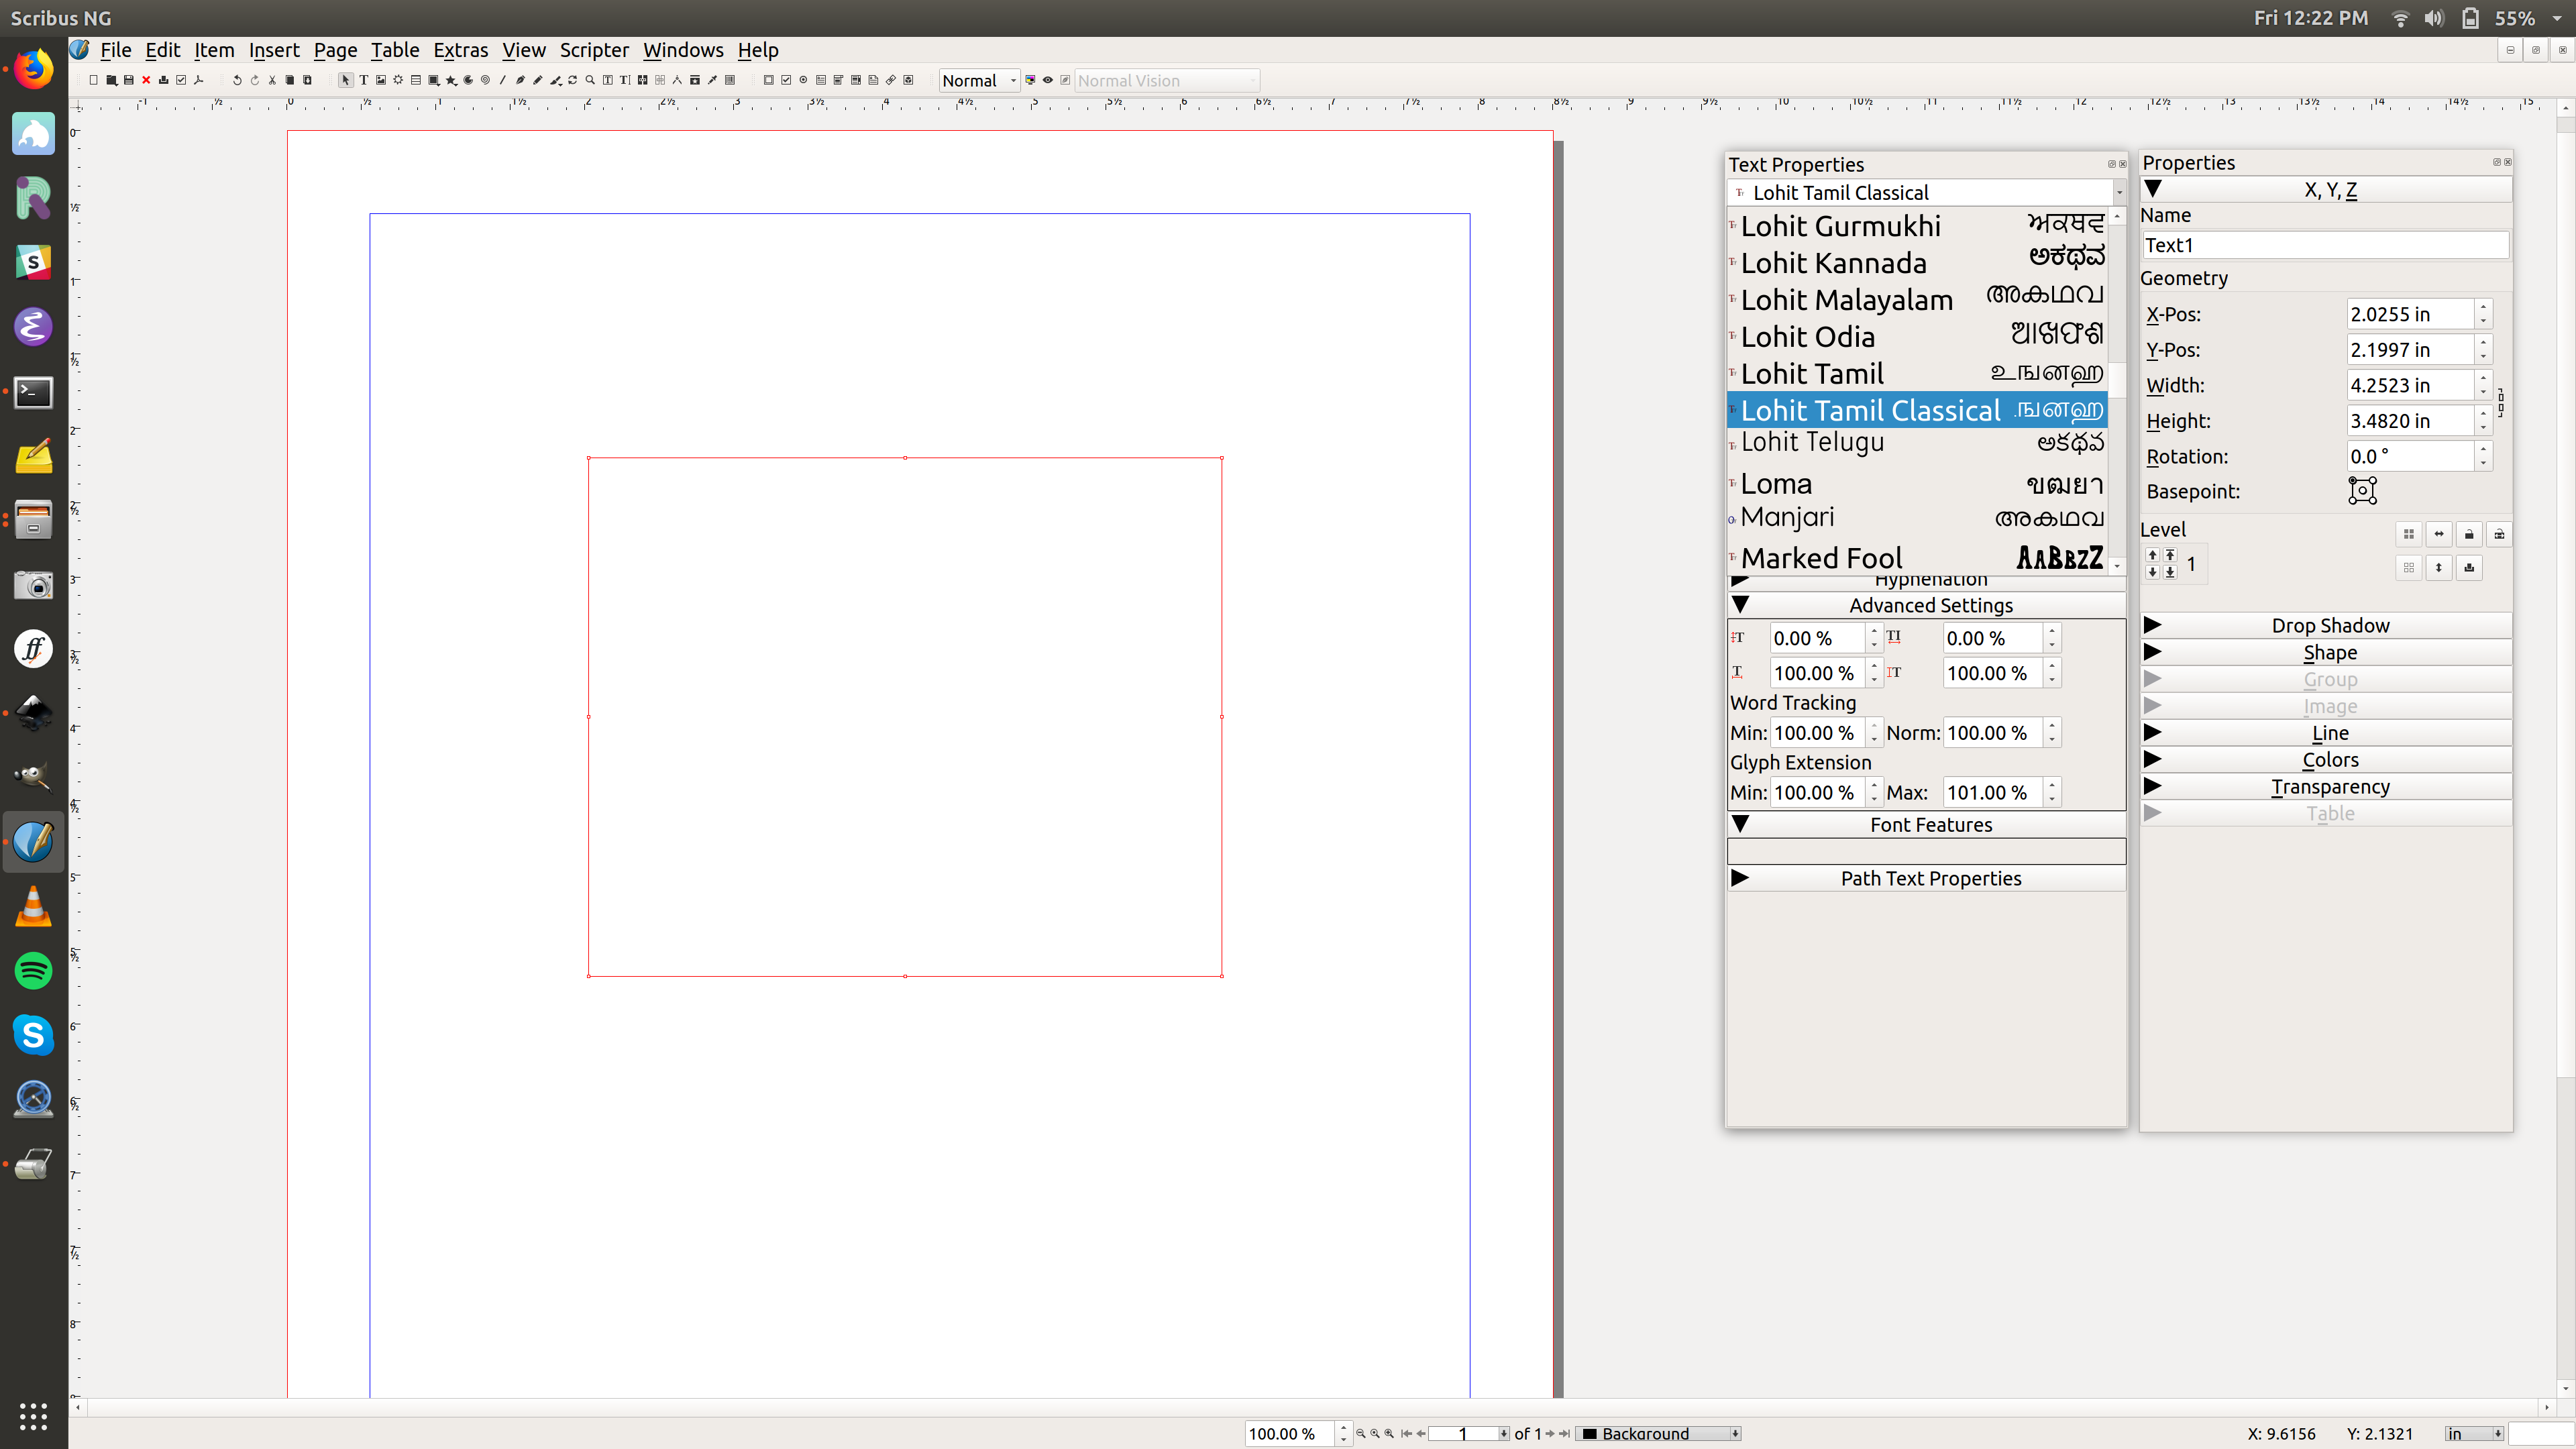 Scribus NG
Fri 12:22 PM
55%
File Edit Item Insert Page Table Extras View Scripter Windows Help
Normal
Normal Vision
Text Properties
Lohit Tamil Classical
Lohit Gurmukhi ਅਕਥਵ
Lohit Kannada ಅಕಥವ
Lohit Malayalam അകഥവ
Lohit Odia
Lohit Tamil உஙனஹ
Lohit Tamil Classical ஙனஹ
Lohit Telugu అకథవ
Loma ขฒยา
Manjari അകഥവ
Marked Fool AABBZZ
Hyphenation
Advanced Settings
0.00 % 0.00 %
100.00 % 100.00 %
Word Tracking
Min: 100.00 % Norm: 100.00 %
Glyph Extension
Min: 100.00 % Max: 101.00 %
Font Features
Path Text Properties
Properties
X, Y, Z
Name
Text1
Geometry
X-Pos: 2.0255 in
Y-Pos: 2.1997 in
Width: 4.2523 in
Height: 3.4820 in
Rotation: 0.0 °
Basepoint:
Level
1
Drop Shadow
Shape
Group
Image
Line
Colors
Transparency
Table
100.00 %
1 of 1
Background
X: 9.6156 Y: 2.1321
in